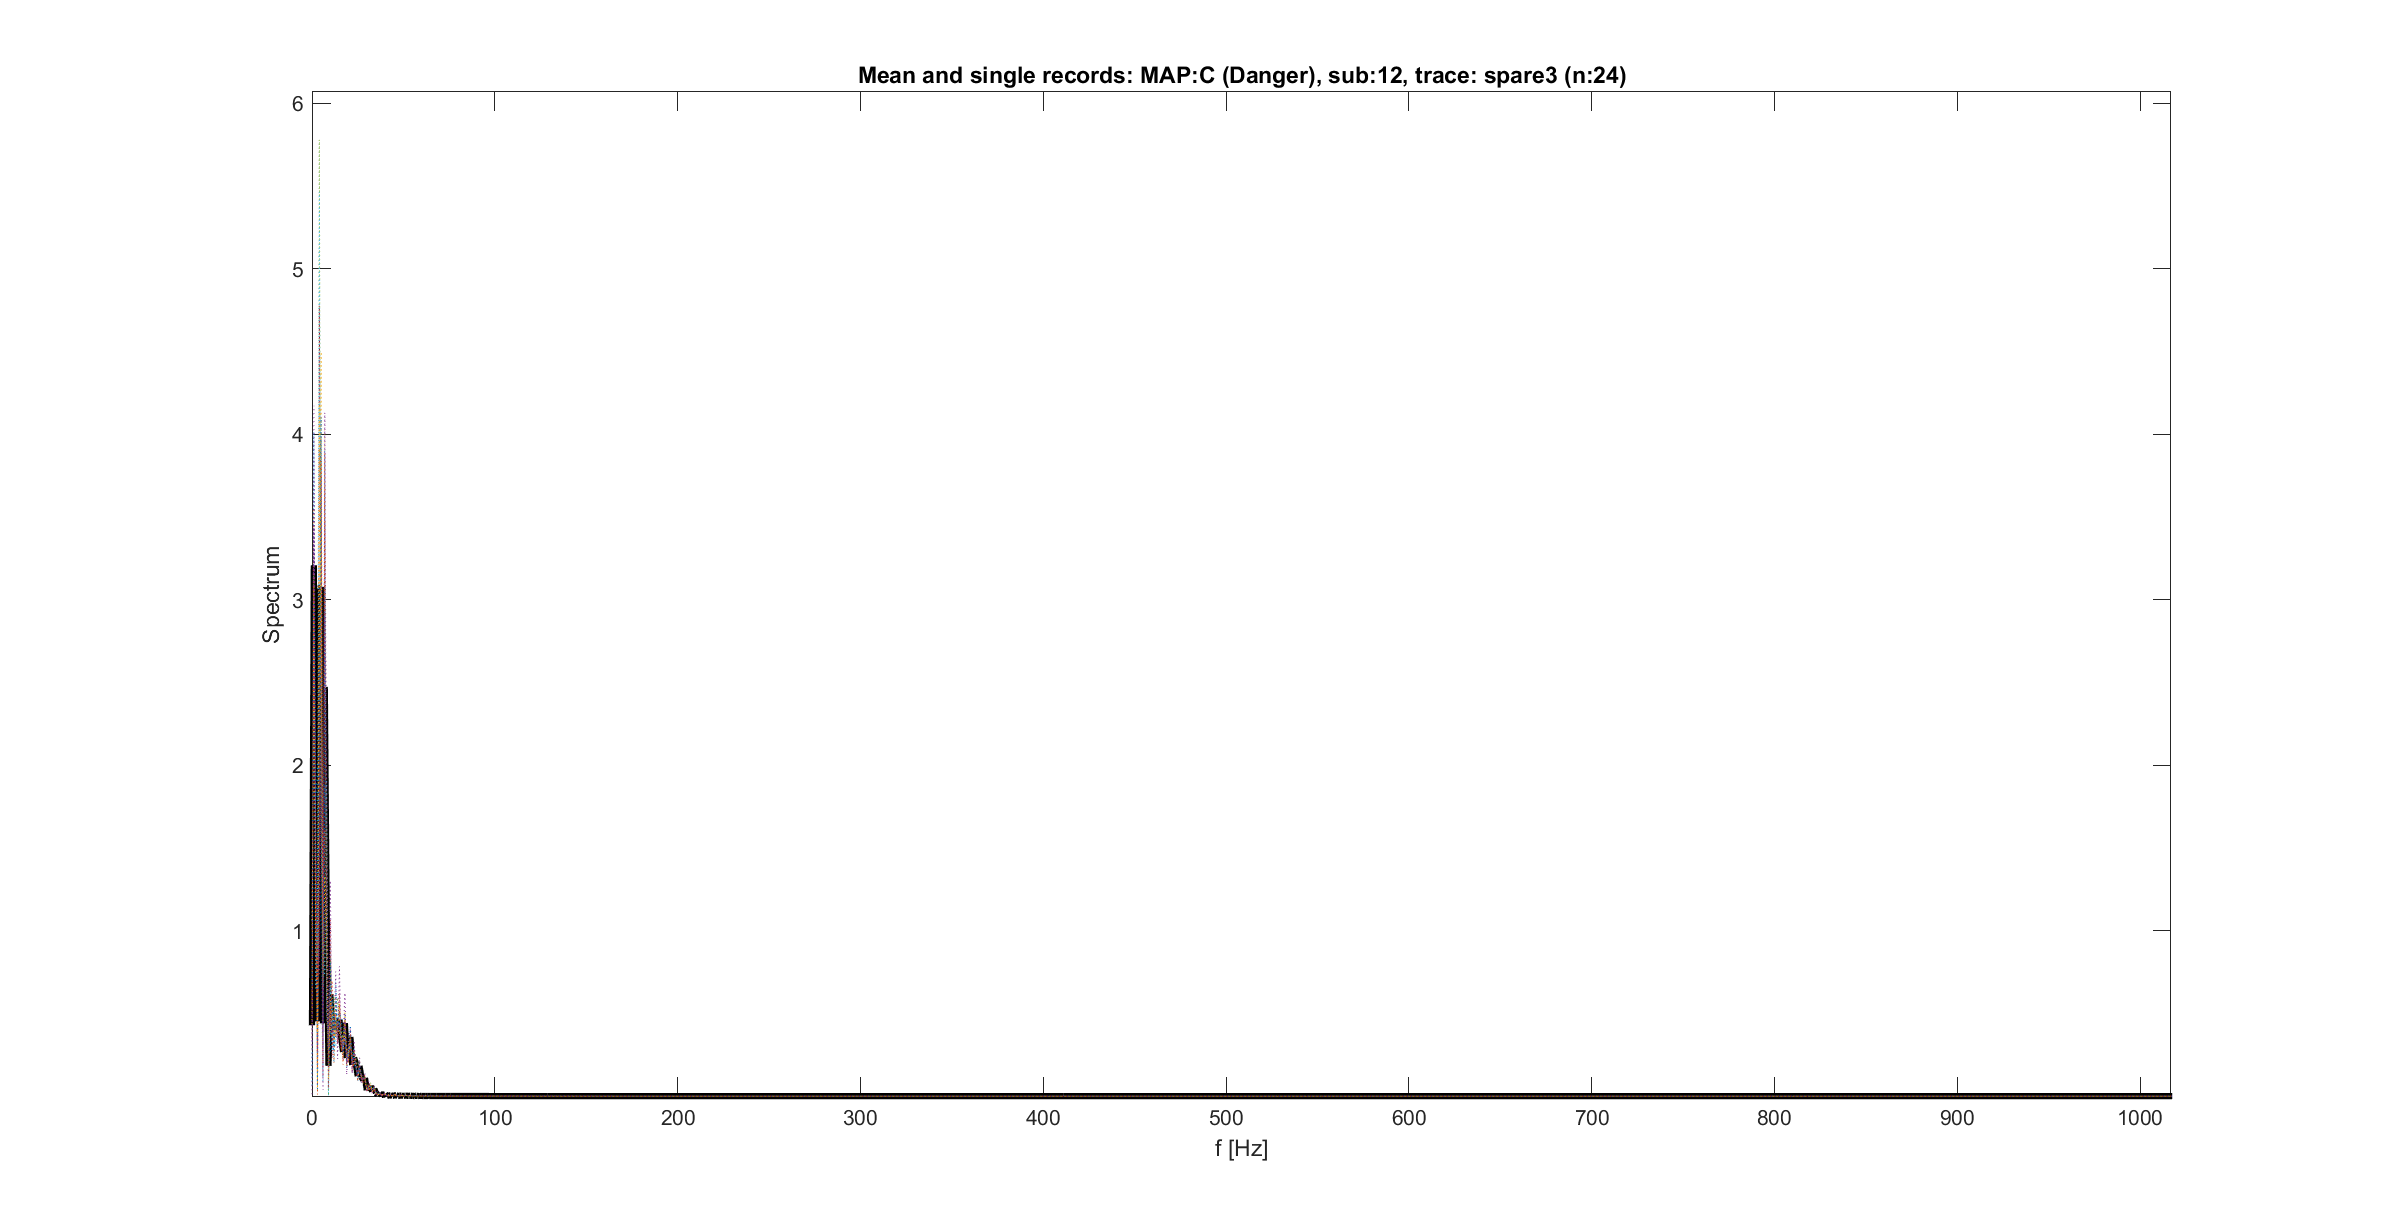 Mean and single records: MAP:C (Danger), sub:12, trace: spare3 (n:24)
6
5
4
3
2
1
Spectrum
0 100 200 300 400 500 600 700 800 900 1000
f [Hz]